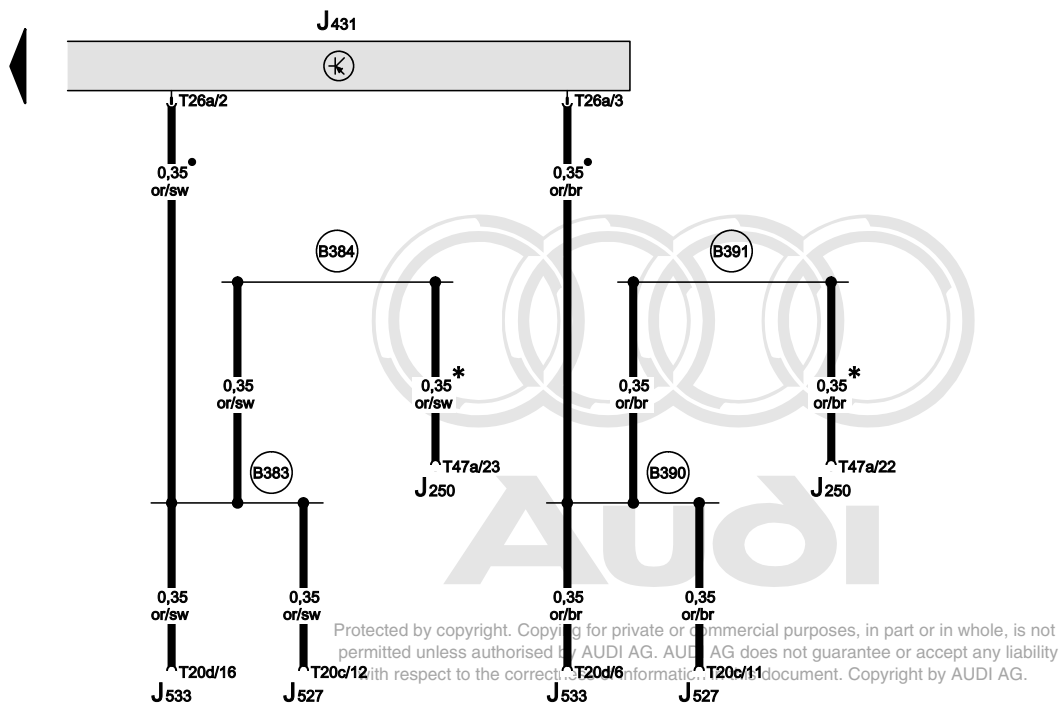 J431
T26a/2
T26a/3
0,35
or/sw
0,35
or/br
B384
B391
0,35
or/sw
0,35 *
or/sw
0,35
or/br
0,35 *
or/br
B383
T47a/23
J250
B390
T47a/22
J250
Audi
0,35
or/sw
0,35
or/sw
0,35
or/br
0,35
or/br
Protected by copyright. Copying for private or commercial purposes, in part or in whole, is not
permitted unless authorised by AUDI AG. AUDI AG does not guarantee or accept any liability
with respect to the correctness of information in this document. Copyright by AUDI AG.
T20d/16
J533
T20c/12
J527
T20d/6
J533
T20c/11
J527